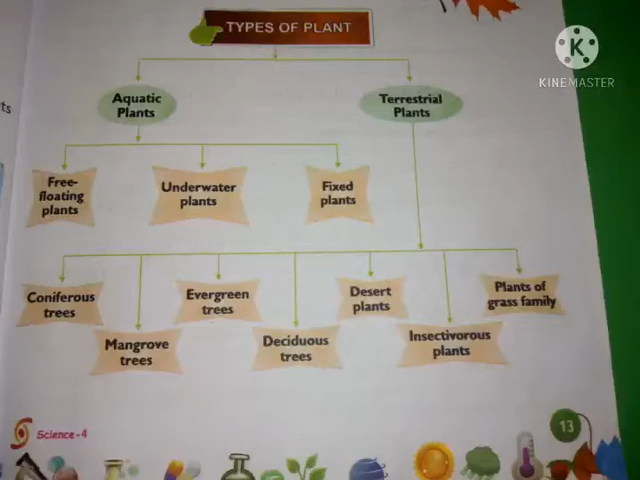 TYPES OF PLANT
KINEMASTER
Aquatic
Plants
Terrestrial
Plants
Free-
floating
plants
Underwater
plants
Fixed
plants
Coniferous
trees
Mangrove
trees
Evergreen
trees
Deciduous
trees
Desert
plants
Insectivorous
plants
Plants of
grass family
Science-4
13